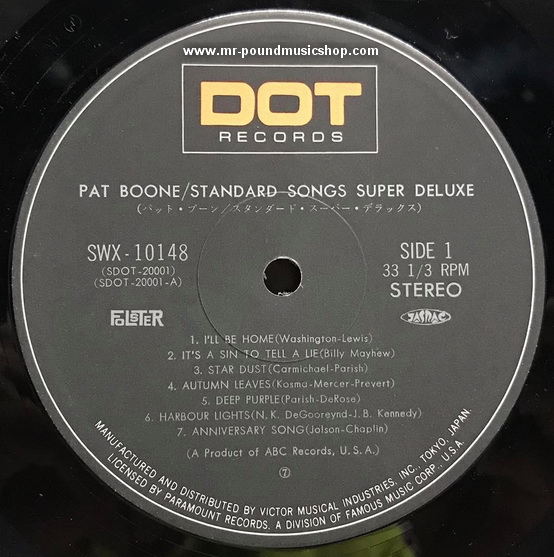 www.mr-poundmusicshop.com
DOT
RECORDS
PAT BOONE/STANDARD SONGS SUPER DELUXE
(パット・ブーン/スタンダード・スーパー・デラックス)
SWX-10148
(SDOT-20001)
(SDOT-20001-A)
SIDE 1
33 1/3 RPM
STEREO
FOLSTER
JASRAC
1. I'LL BE HOME(Washington-Lewis)
2. IT'S A SIN TO TELL A LIE(Billy Mayhew)
3. STAR DUST(Carmichael-Parish)
4. AUTUMN LEAVES(Kosma-Mercer-Prevert)
5. DEEP PURPLE(Parish-DeRose)
6. HARBOUR LIGHTS(N. K. DeGooreynd-J.B. Kennedy)
7. ANNIVERSARY SONG(Jolson-Chaplin)
(A Product of ABC Records, U.S.A.)
⑦
MANUFACTURED AND DISTRIBUTED BY VICTOR MUSICAL INDUSTRIES, INC., TOKYO, JAPAN.
LICENSED BY PARAMOUNT RECORDS. A DIVISION OF FAMOUS MUSIC CORP., U.S.A.